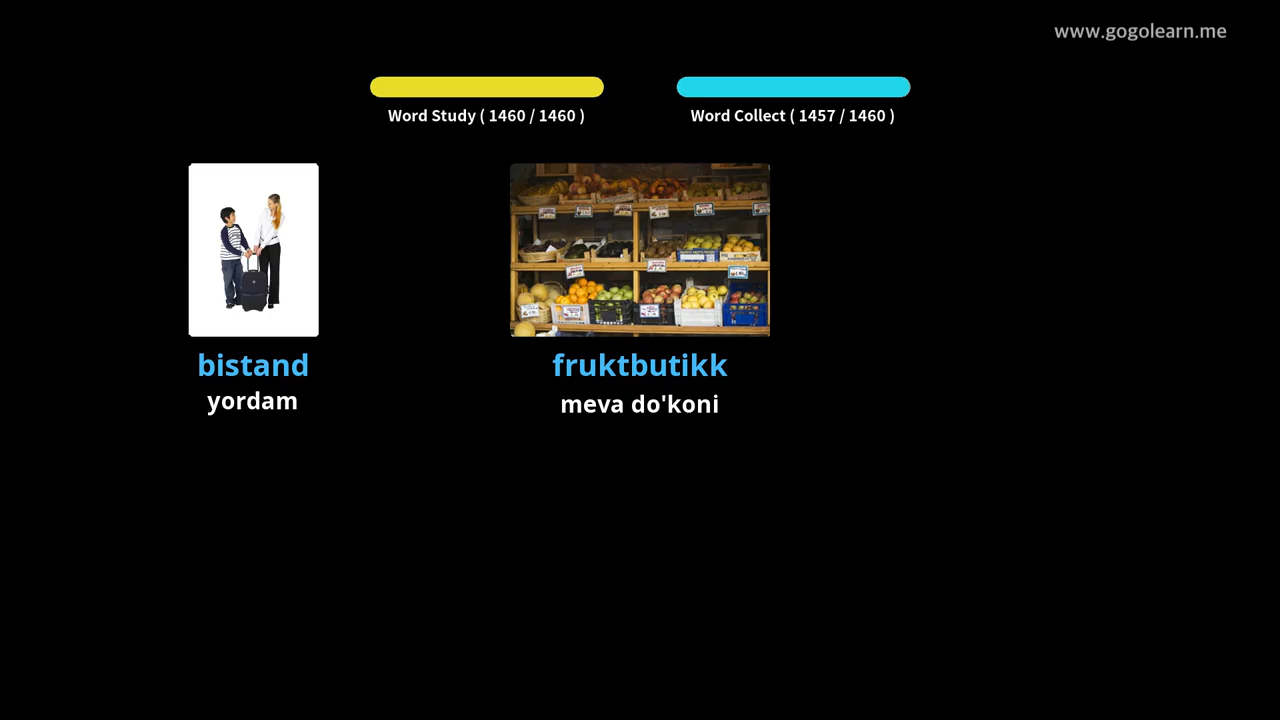 www.gogolearn.me
Word Study ( 1460 / 1460 )
Word Collect ( 1457 / 1460 )
bistand
yordam
fruktbutikk
meva do'koni